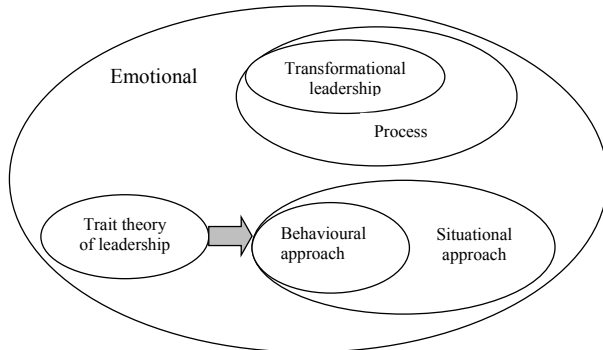 Transformational
leadership
Emotional
Process
Trait theory
of leadership
Behavioural
approach
Situational
approach